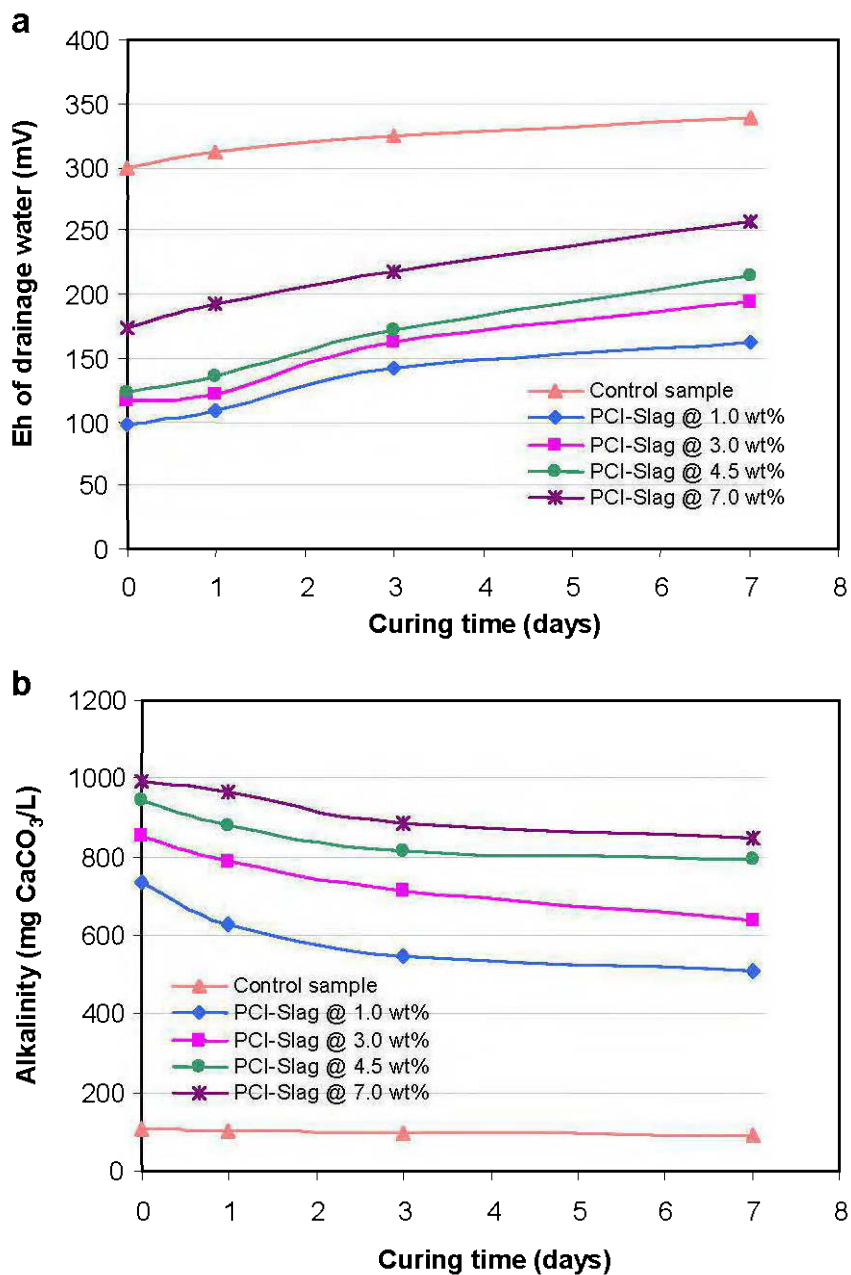 a
400
350
300
250
200
150
100
50
0
Eh of drainage water (mV)
Control sample
PCI-Slag @ 1.0 wt%
PCI-Slag @ 3.0 wt%
PCI-Slag @ 4.5 wt%
PCI-Slag @ 7.0 wt%
0 1 2 3 4 5 6 7 8
Curing time (days)
b
1200
1000
800
600
400
200
0
Alkalinity (mg CaCO₃/L)
Control sample
PCI-Slag @ 1.0 wt%
PCI-Slag @ 3.0 wt%
PCI-Slag @ 4.5 wt%
PCI-Slag @ 7.0 wt%
0 1 2 3 4 5 6 7 8
Curing time (days)